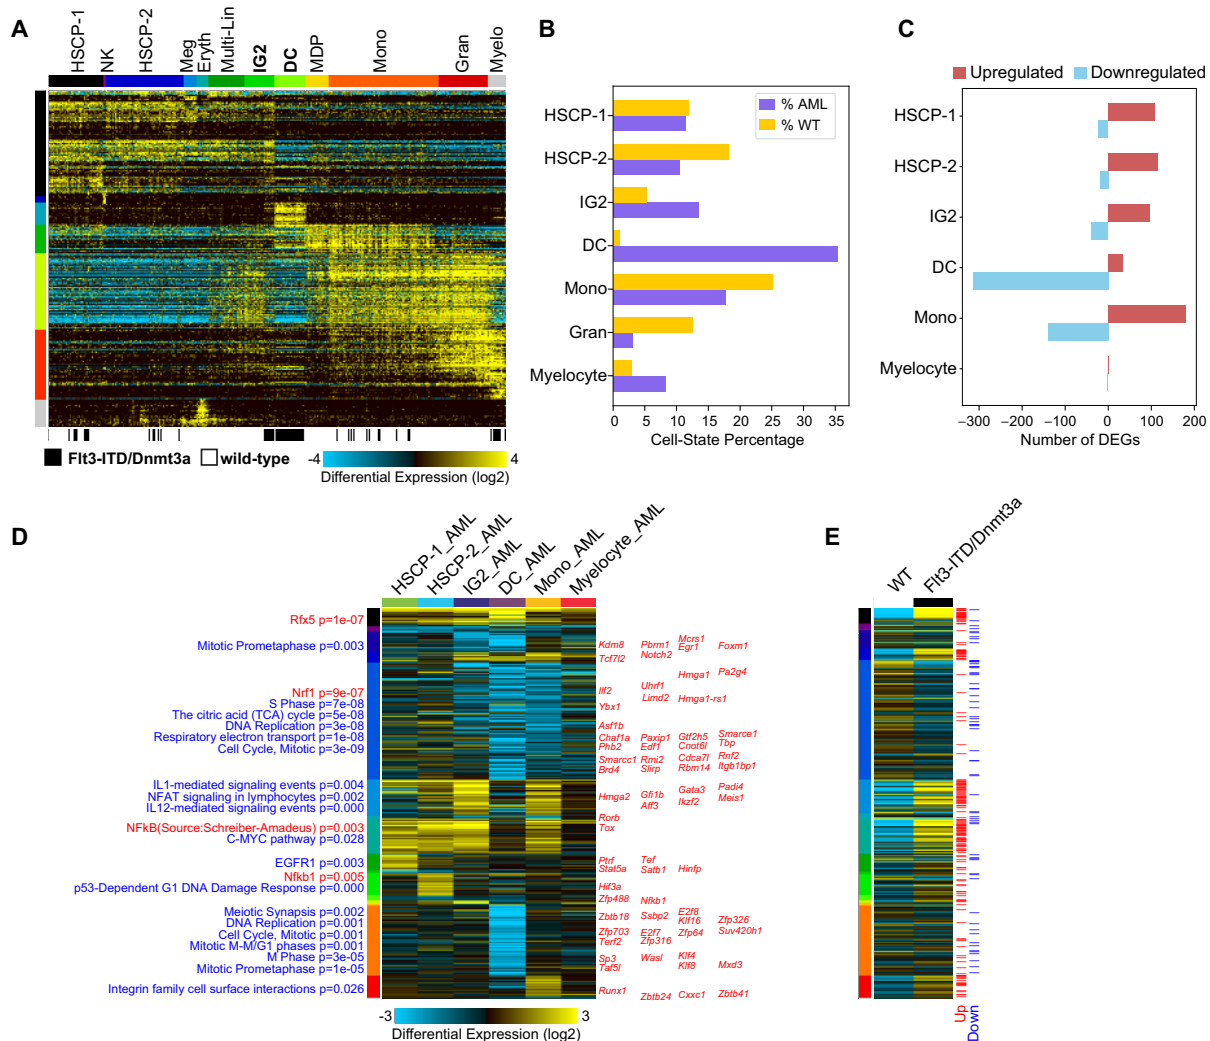 A
HSCP-1
NK
HSCP-2
Meg
Eryth
Multi-Lin
IG2
DC
MDP
Mono
Gran
Myelo
Flt3-ITD/Dnmt3a
wild-type
-4
4
Differential Expression (log2)
B
% AML
% WT
HSCP-1
HSCP-2
IG2
DC
Mono
Gran
Myelocyte
0 5 10 15 20 25 30 35
Cell-State Percentage
C
Upregulated Downregulated
HSCP-1
HSCP-2
IG2
DC
Mono
Myelocyte
−300 −200 −100 0 100 200
Number of DEGs
D
HSCP-1_AML
HSCP-2_AML
IG2_AML
DC_AML
Mono_AML
Myelocyte_AML
Rfx5 p=1e-07
Mitotic Prometaphase p=0.003
Nrf1 p=9e-07
S Phase p=7e-08
The citric acid (TCA) cycle p=5e-08
DNA Replication p=3e-08
Respiratory electron transport p=1e-08
Cell Cycle, Mitotic p=3e-09
IL1-mediated signaling events p=0.004
NFAT signaling in lymphocytes p=0.002
IL12-mediated signaling events p=0.000
NFkB(Source:Schreiber-Amadeus) p=0.003
C-MYC pathway p=0.028
EGFR1 p=0.003
Nfkb1 p=0.005
p53-Dependent G1 DNA Damage Response p=0.000
Meiotic Synapsis p=0.002
DNA Replication p=0.001
Cell Cycle, Mitotic p=0.001
Mitotic M-M/G1 phases p=0.001
M Phase p=3e-05
Mitotic Prometaphase p=1e-05
Integrin family cell surface interactions p=0.026
Kdm8 Pbrm1 Mcrs1
Egr1 Foxm1
Tcf7l2 Notch2
Hmga1 Pa2g4
Ilf2 Uhrf1
Limd2 Hmga1-rs1
Ybx1
Asf1b
Chaf1a Paxip1 Gtf2h5 Smarce1
Phb2 Edf1 Cnot6l Tbp
Smarcc1 Rmi2 Cdca7l Rnf2
Brd4 Slirp Rbm14 Itgb1bp1
Hmga2 Gfi1b Gata3 Padi4
Aff3 Ikzf2 Meis1
Rorb
Tox
Ptrf Tef
Stat5a Satb1 Hinfp
Hif3a
Zfp488 Nfkb1
Zbtb18 Ssbp2 E2f8
Klf16 Zfp326
Zfp703 E2f7 Zfp64 Suv420h1
Terf2 Zfp316
Sp3 Wasl Klf4
Taf5l Klf8 Mxd3
Runx1 Zbtb24 Cxxc1 Zbtb41
-3
3
Differential Expression (log2)
E
WT
Flt3-ITD/Dnmt3a
Up
Down